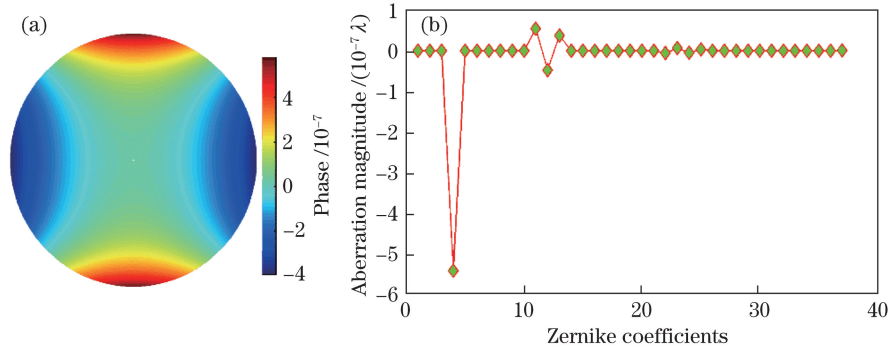 (a)
4
2
0
−2
−4
Phase /10⁻⁷
(b)
1
0
−1
−2
−3
−4
−5
−6
Aberration magnitude /(10⁻⁷ λ)
0 10 20 30 40
Zernike coefficients